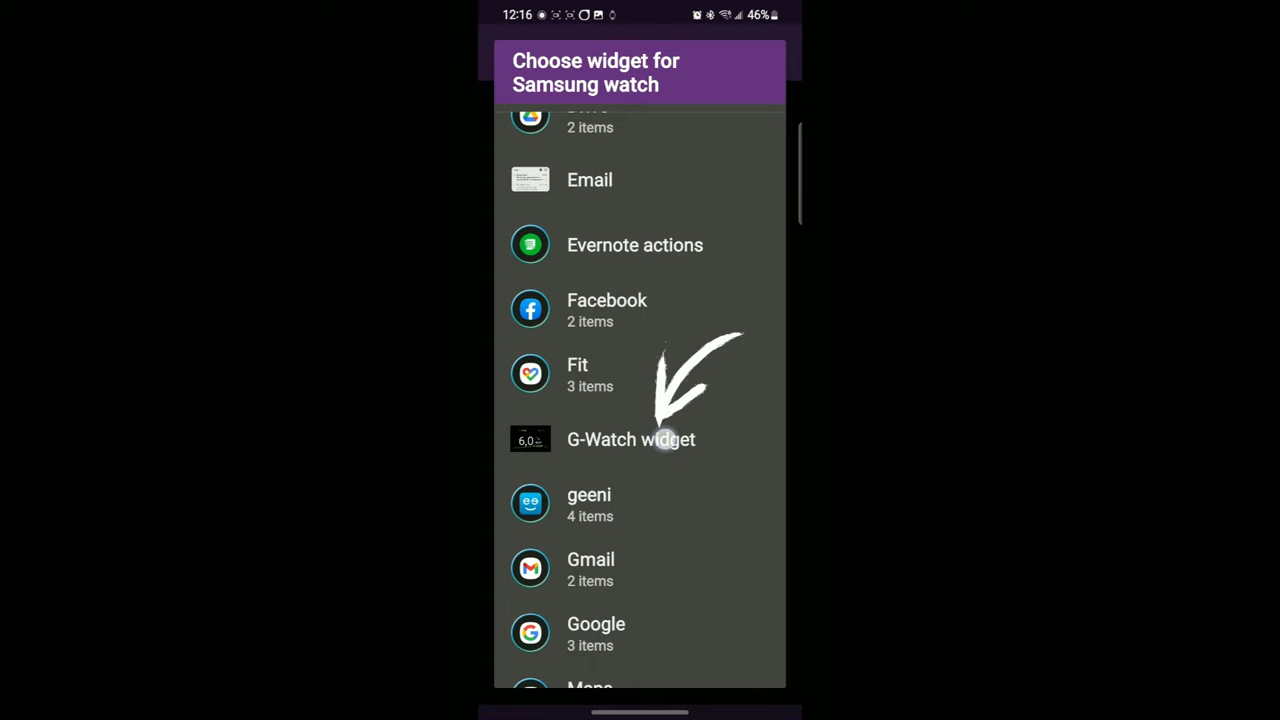 12:16 46%
Choose widget for
Samsung watch
2 items
Email
Evernote actions
Facebook
2 items
Fit
3 items
6,0
G-Watch widget
geeni
4 items
Gmail
2 items
Google
3 items